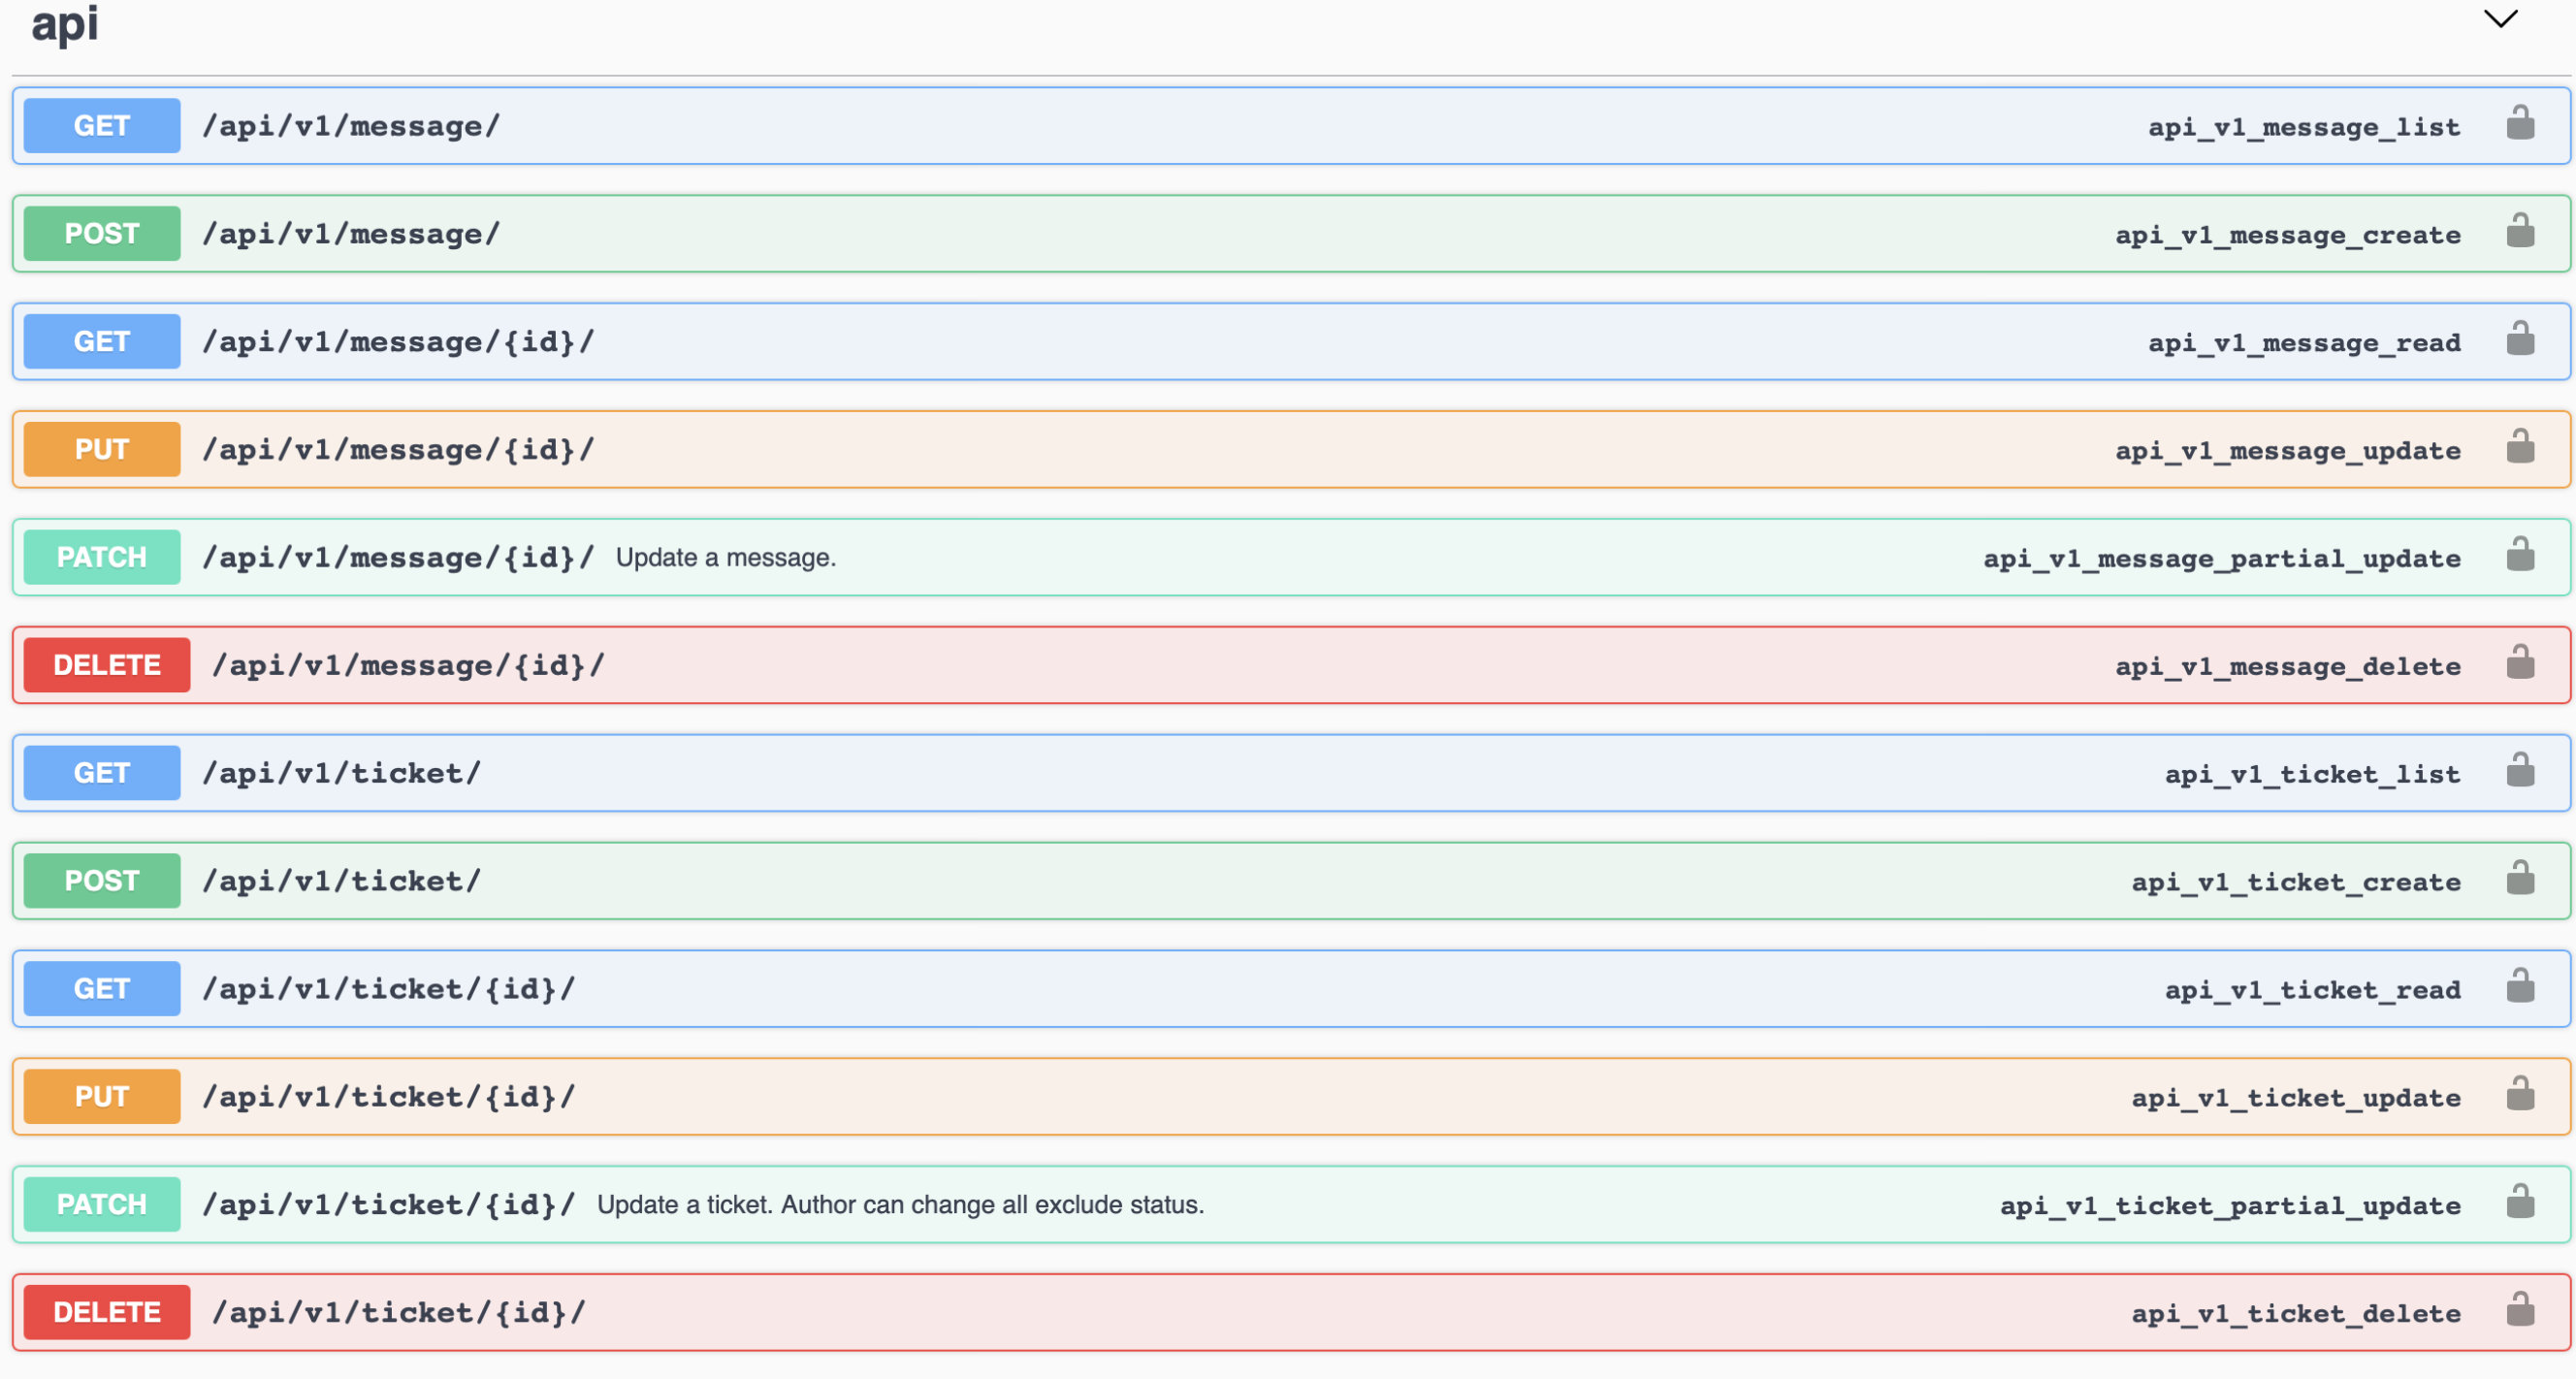 api
GET /api/v1/message/ api_v1_message_list
POST /api/v1/message/ api_v1_message_create
GET /api/v1/message/{id}/ api_v1_message_read
PUT /api/v1/message/{id}/ api_v1_message_update
PATCH /api/v1/message/{id}/ Update a message. api_v1_message_partial_update
DELETE /api/v1/message/{id}/ api_v1_message_delete
GET /api/v1/ticket/ api_v1_ticket_list
POST /api/v1/ticket/ api_v1_ticket_create
GET /api/v1/ticket/{id}/ api_v1_ticket_read
PUT /api/v1/ticket/{id}/ api_v1_ticket_update
PATCH /api/v1/ticket/{id}/ Update a ticket. Author can change all exclude status. api_v1_ticket_partial_update
DELETE /api/v1/ticket/{id}/ api_v1_ticket_delete